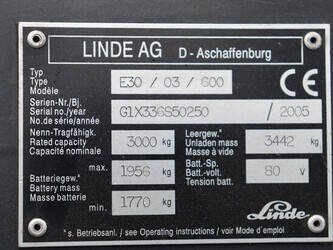 LINDE AG D - Aschaffenburg
Typ
Type
Modèle
E30 / 03 / 600
CE
Serien-Nr./Bj.
Serial no./year
No. de série/année
G1X336S50250 / 2005
Nenn-Tragfähigk.
Rated capacity
Capacité nominale
3000 kg
Leergew.*
Unladen mass
Masse à vide
3442 kg
Batteriegew.*
Battery mass
Masse batterie
max. 1956 kg
min. 1770 kg
Batt.-Sp.
Batt.-volt.
Tension batt.
80 V
Linde
* s. Betriebsanl. / see Operating instructions / voir Mode d'emploi